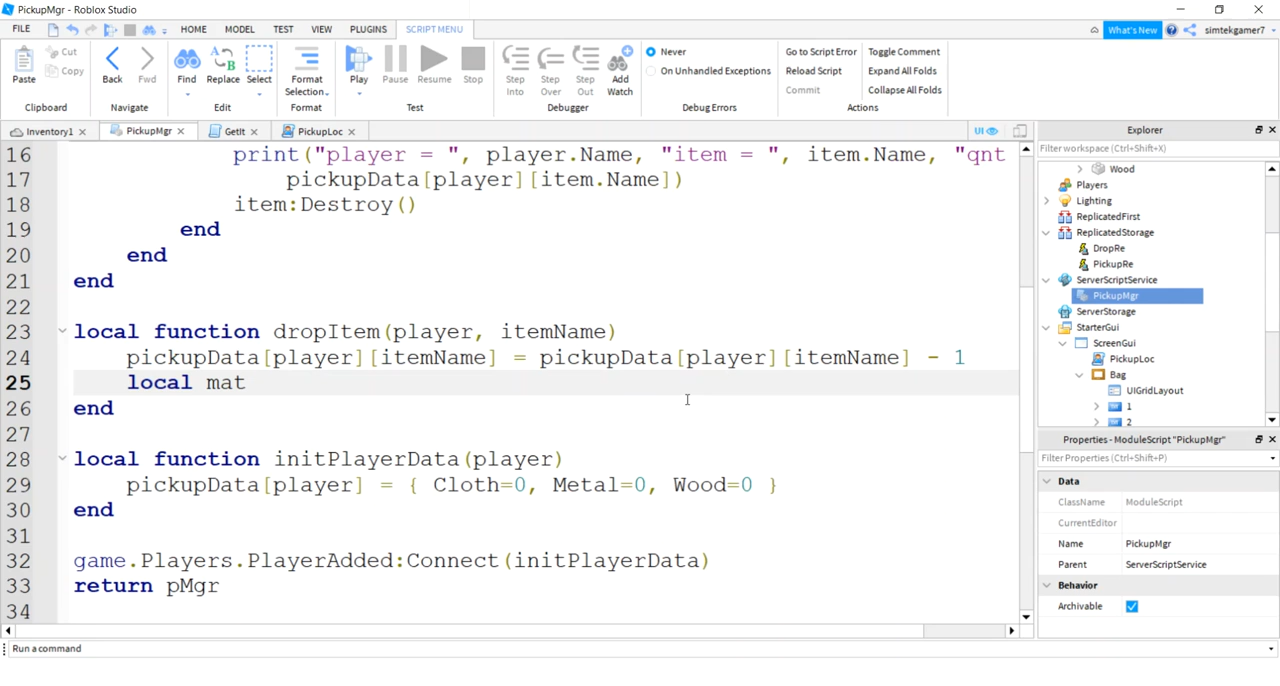 PickupMgr - Roblox Studio
FILE HOME MODEL TEST VIEW PLUGINS SCRIPT MENU What's New simtekgamer7
Paste Cut Copy Back Fwd Find Replace Select Format Selection Play Pause Resume Stop Step Into Step Over Step Out Add Watch Never On Unhandled Exceptions Go to Script Error Reload Script Commit Toggle Comment Expand All Folds Collapse All Folds
Clipboard Navigate Edit Format Test Debugger Debug Errors Actions
Inventory1 PickupMgr GetIt PickupLoc UI
16 print("player = ", player.Name, "item = ", item.Name, "qnt
17 pickupData[player][item.Name])
18 item:Destroy()
19 end
20 end
21 end
22
23 local function dropItem(player, itemName)
24 pickupData[player][itemName] = pickupData[player][itemName] - 1
25 local mat
26 end
27
28 local function initPlayerData(player)
29 pickupData[player] = { Cloth=0, Metal=0, Wood=0 }
30 end
31
32 game.Players.PlayerAdded:Connect(initPlayerData)
33 return pMgr
34
Explorer
Filter workspace (Ctrl+Shift+X)
Wood
Players
Lighting
ReplicatedFirst
ReplicatedStorage
DropRe
PickupRe
ServerScriptService
PickupMgr
ServerStorage
StarterGui
ScreenGui
PickupLoc
Bag
UIGridLayout
1
2
Properties - ModuleScript "PickupMgr"
Filter Properties (Ctrl+Shift+P)
Data
ClassName ModuleScript
CurrentEditor
Name PickupMgr
Parent ServerScriptService
Behavior
Archivable
Run a command